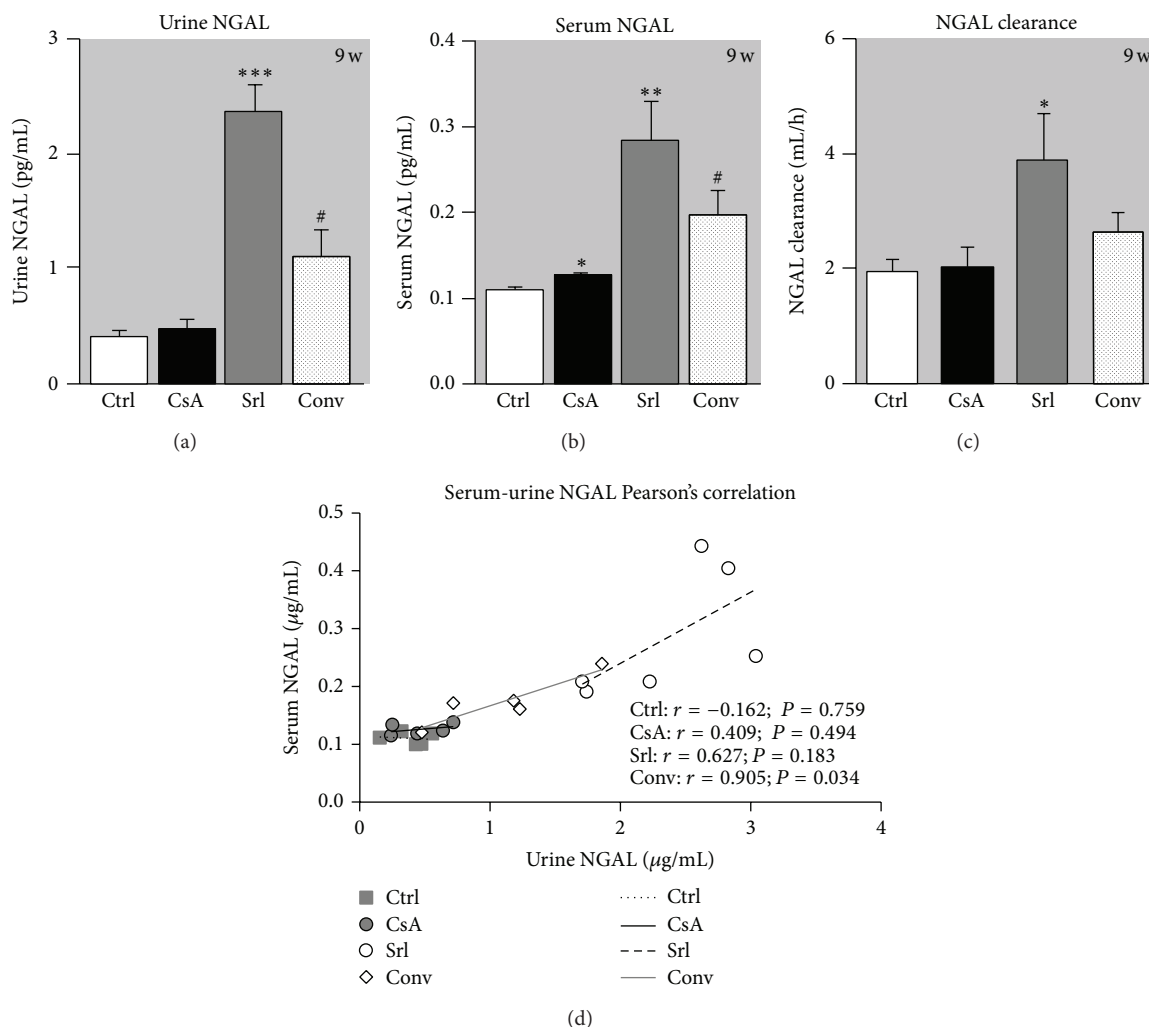 Urine NGAL
3
2
1
0
Urine NGAL (pg/mL)
9 w
***
#
Ctrl CsA Srl Conv
(a)
Serum NGAL
0.4
0.3
0.2
0.1
0.0
Serum NGAL (pg/mL)
9 w
*
**
#
Ctrl CsA Srl Conv
(b)
NGAL clearance
6
4
2
0
NGAL clearance (mL/h)
9 w
*
Ctrl CsA Srl Conv
(c)
Serum-urine NGAL Pearson's correlation
0.5
0.4
0.3
0.2
0.1
0.0
Serum NGAL (μg/mL)
Ctrl: r = −0.162; P = 0.759
CsA: r = 0.409; P = 0.494
Srl: r = 0.627; P = 0.183
Conv: r = 0.905; P = 0.034
0 1 2 3 4
Urine NGAL (μg/mL)
Ctrl Ctrl
CsA CsA
Srl Srl
Conv Conv
(d)